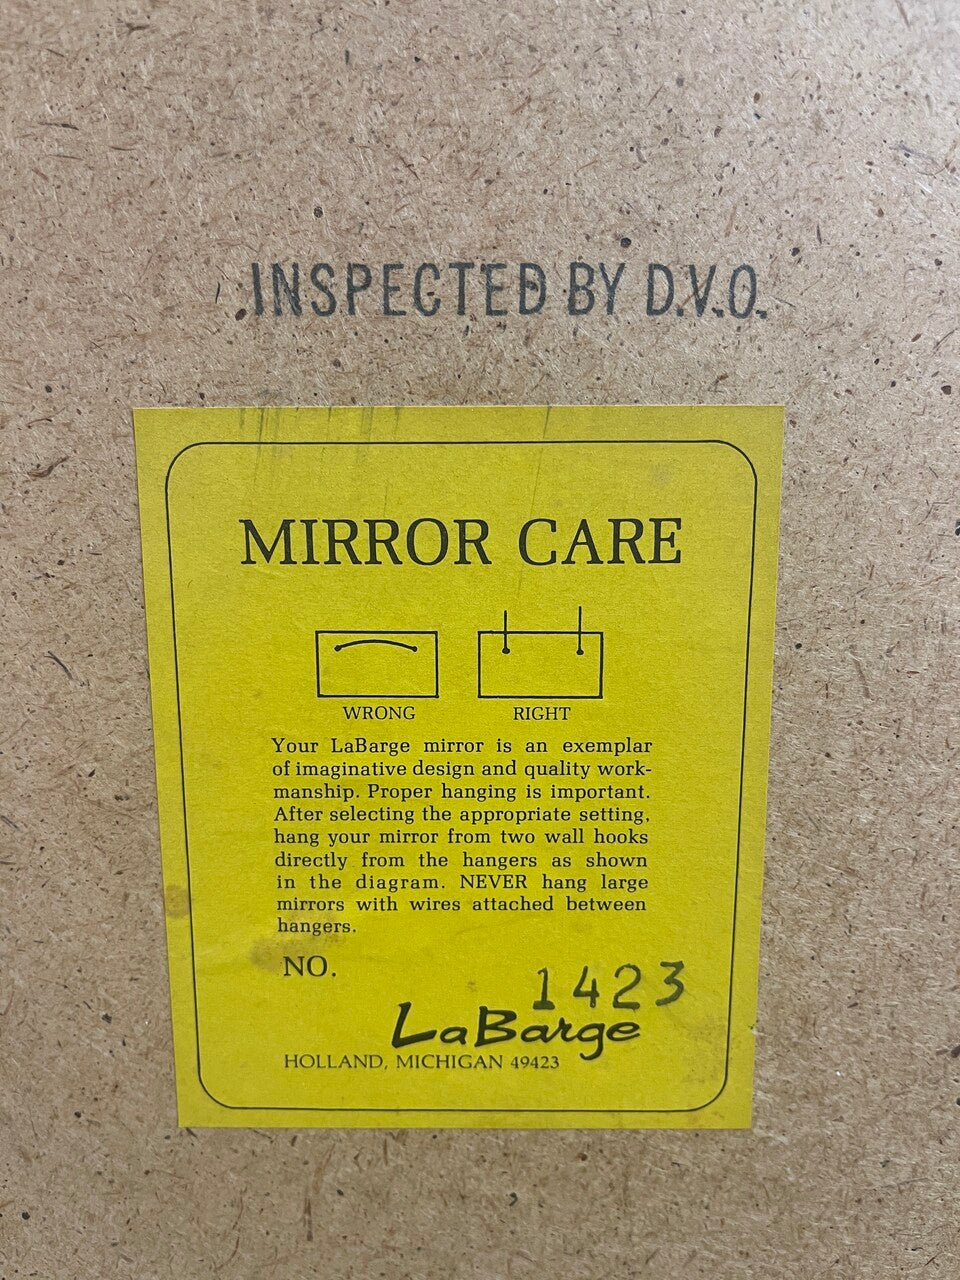 INSPECTED BY D.V.O.
MIRROR CARE
WRONG RIGHT
Your LaBarge mirror is an exemplar
of imaginative design and quality work-
manship. Proper hanging is important.
After selecting the appropriate setting,
hang your mirror from two wall hooks
directly from the hangers as shown
in the diagram. NEVER hang large
mirrors with wires attached between
hangers.
NO. 1423
LaBarge
HOLLAND, MICHIGAN 49423